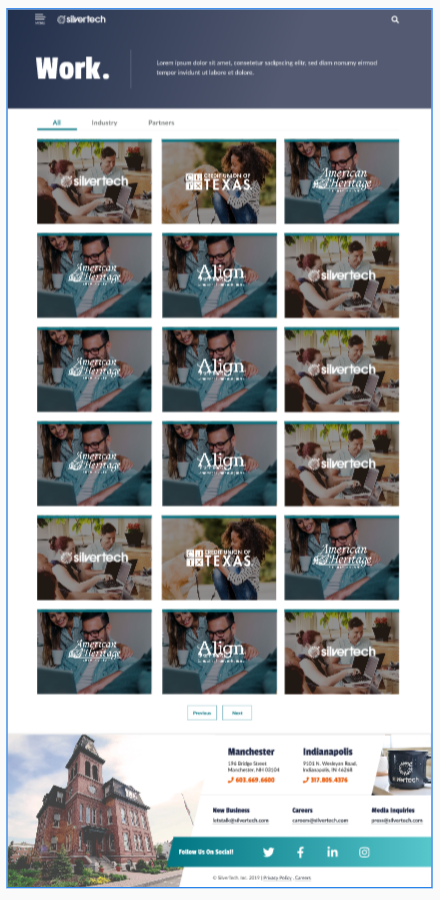 MENU
silvertech
Work.
Lorem ipsum dolor sit amet, consetetur sadipscing elitr, sed diam nonumy eirmod
tempor invidunt ut labore et dolore.
All Industry Partners
silvertech
CU TX CREDIT UNION OF TEXAS
American Heritage
American Heritage
Align
silvertech
American Heritage
Align
silvertech
American Heritage
Align
silvertech
silvertech
CU TX CREDIT UNION OF TEXAS
American Heritage
American Heritage
Align
silvertech
Previous Next
Manchester
196 Bridge Street
Manchester, NH 03104
603.669.6600
Indianapolis
9101 N. Wesleyan Road,
Indianapolis, IN 46268
317.805.4376
New Business
letstalk@silvertech.com
Careers
careers@silvertech.com
Media Inquiries
press@silvertech.com
Follow Us On Social!
© SilverTech, Inc. 2019 | Privacy Policy . Careers